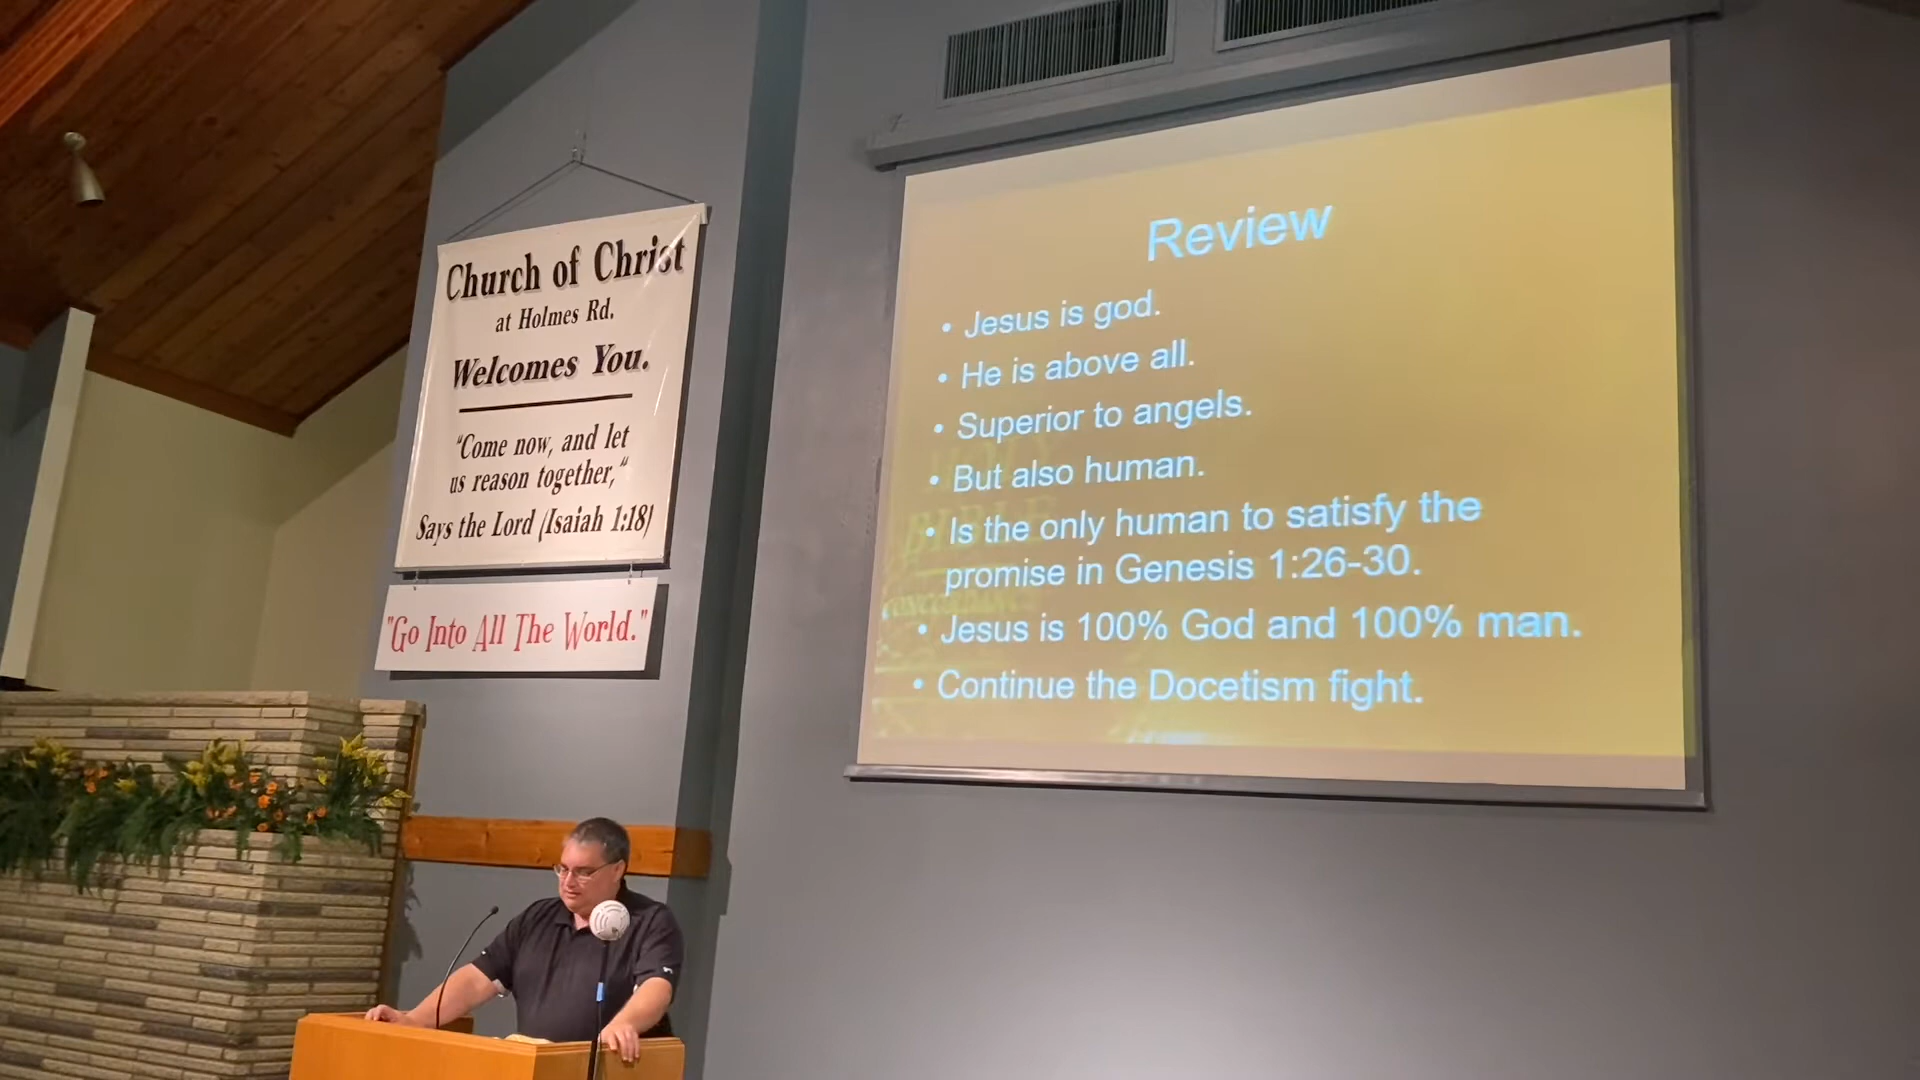 Church of Christ
at Holmes Rd.
Welcomes You.
"Come now, and let
us reason together,"
Says the Lord (Isaiah 1:18)
"Go Into All The World."
Review
• Jesus is god.
• He is above all.
• Superior to angels.
• But also human.
• Is the only human to satisfy the
promise in Genesis 1:26-30.
• Jesus is 100% God and 100% man.
• Continue the Docetism fight.
HOLY
BIBLE
CONCORDANCE